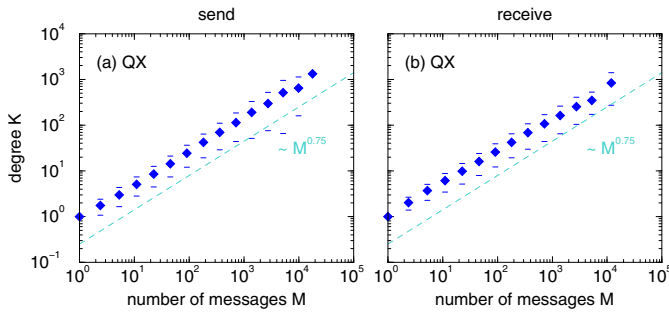 send
receive
degree K
10^4
10^3
10^2
10^1
10^0
10^-1
(a) QX
~ M^0.75
(b) QX
~ M^0.75
10^0 10^1 10^2 10^3 10^4 10^5
10^0 10^1 10^2 10^3 10^4 10^5
number of messages M
number of messages M